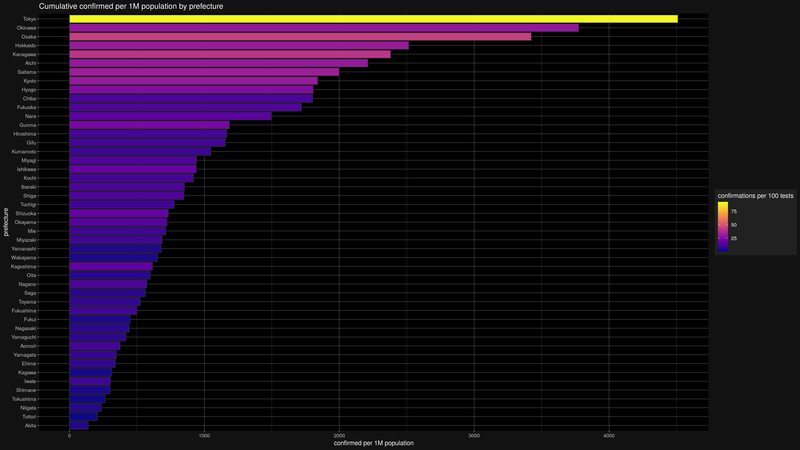 Cumulative confirmed per 1M population by prefecture
Tokyo
Okinawa
Osaka
Hokkaido
Kanagawa
Aichi
Saitama
Kyoto
Hyogo
Chiba
Fukuoka
Nara
Gunma
Hiroshima
Gifu
Kumamoto
Miyagi
Ishikawa
Kochi
Ibaraki
Shiga
Tochigi
Shizuoka
Okayama
Mie
Miyazaki
Yamanashi
Wakayama
Kagoshima
Oita
Nagano
Saga
Toyama
Fukushima
Fukui
Nagasaki
Yamaguchi
Aomori
Yamagata
Ehime
Kagawa
Iwate
Shimane
Tokushima
Niigata
Tottori
Akita
prefecture
0 1000 2000 3000 4000
confirmed per 1M population
confirmations per 100 tests
75
50
25